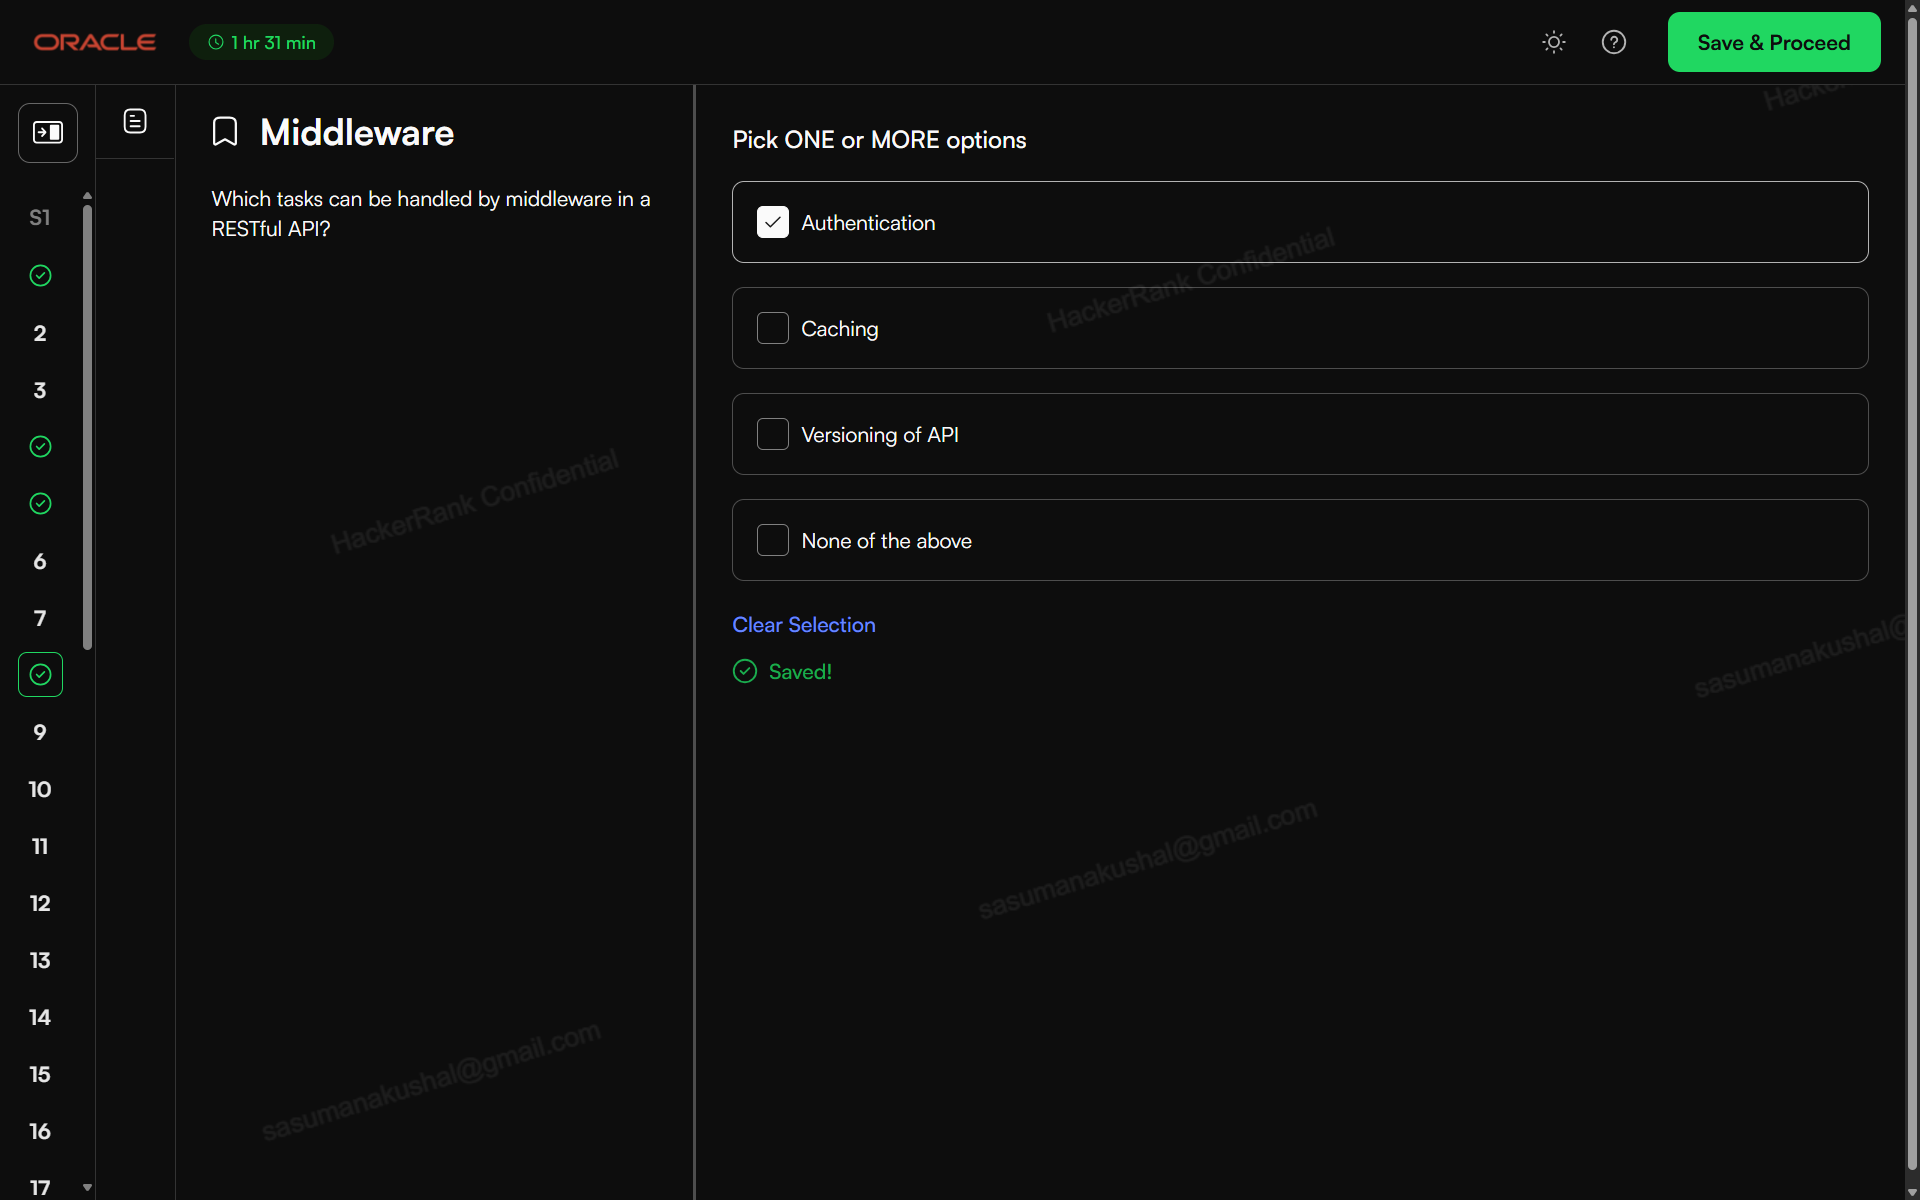 ORACLE
1 hr 31 min
Save & Proceed
S1
2
3
6
7
9
10
11
12
13
14
15
16
17
Middleware
Which tasks can be handled by middleware in a
RESTful API?
Pick ONE or MORE options
Authentication
Caching
Versioning of API
None of the above
Clear Selection
Saved!
HackerRank Confidential
HackerRank Confidential
sasumanakushal@gmail.com
sasumanakushal@gmail.com
sasumanakushal@